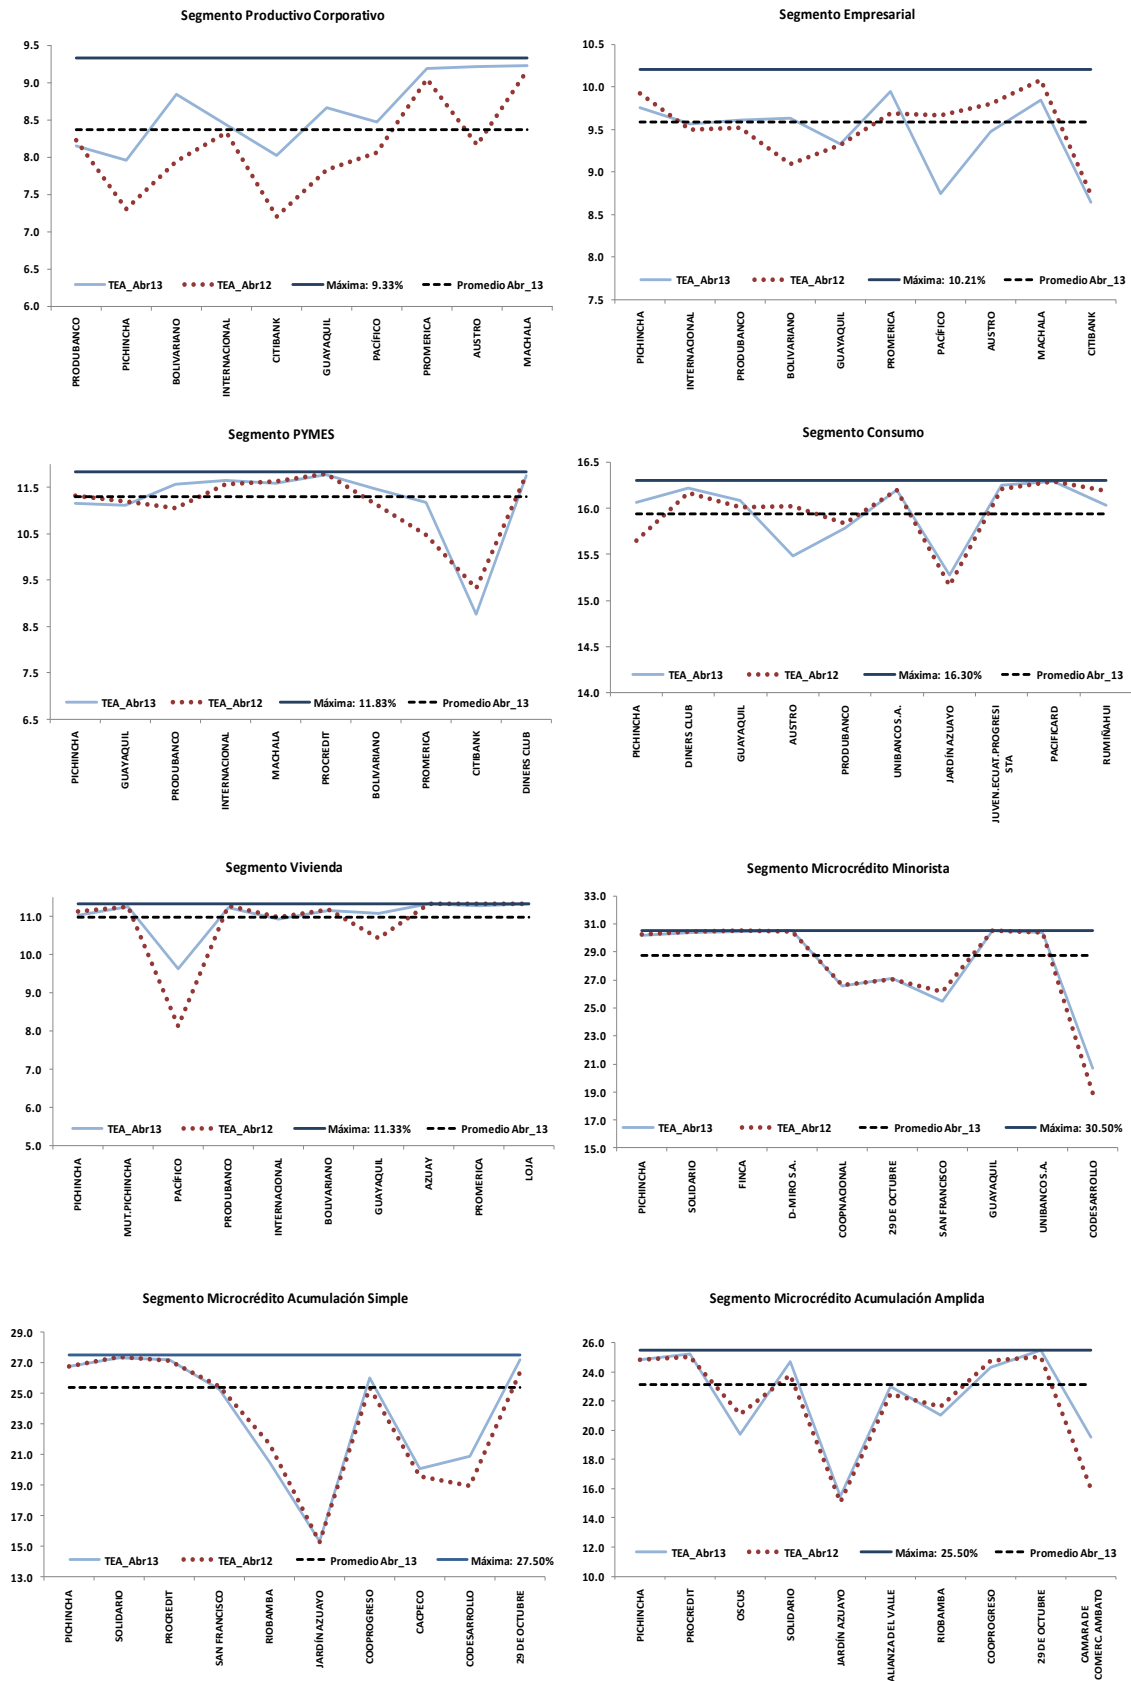 Segmento Productivo Corporativo
9.5
9.0
8.5
8.0
7.5
7.0
6.5
6.0
TEA_Abr13 TEA_Abr12 Máxima: 9.33% Promedio Abr_13
PRODUBANCO
PICHINCHA
BOLIVARIANO
INTERNACIONAL
CITIBANK
GUAYAQUIL
PACÍFICO
PROMERICA
AUSTRO
MACHALA
Segmento Empresarial
10.5
10.0
9.5
9.0
8.5
8.0
7.5
TEA_Abr13 TEA_Abr12 Máxima: 10.21% Promedio Abr_13
PICHINCHA
INTERNACIONAL
PRODUBANCO
BOLIVARIANO
GUAYAQUIL
PROMERICA
PACÍFICO
AUSTRO
MACHALA
CITIBANK
Segmento PYMES
11.5
10.5
9.5
8.5
6.5
TEA_Abr13 TEA_Abr12 Máxima: 11.83% Promedio Abr_13
PICHINCHA
GUAYAQUIL
PRODUBANCO
INTERNACIONAL
MACHALA
PROCREDIT
BOLIVARIANO
PROMERICA
CITIBANK
DINERS CLUB
Segmento Consumo
16.5
16.0
15.5
15.0
14.5
14.0
TEA_Abr13 TEA_Abr12 Máxima: 16.30% Promedio Abr_13
PICHINCHA
DINERS CLUB
GUAYAQUIL
AUSTRO
PRODUBANCO
UNIBANCO S.A.
JARDÍN AZUAYO
JUVEN.ECUAT.PROGRESI
STA
PACIFICARD
RUMIÑAHUI
Segmento Vivienda
11.0
10.0
9.0
8.0
7.0
6.0
5.0
TEA_Abr13 TEA_Abr12 Máxima: 11.33% Promedio Abr_13
PICHINCHA
MUT.PICHINCHA
PACÍFICO
PRODUBANCO
INTERNACIONAL
BOLIVARIANO
GUAYAQUIL
AZUAY
PROMERICA
LOJA
Segmento Microcrédito Minorista
33.0
31.0
29.0
27.0
25.0
23.0
21.0
19.0
17.0
15.0
TEA_Abr13 TEA_Abr12 Promedio Abr_13 Máxima: 30.50%
PICHINCHA
SOLIDARIO
FINCA
D-MIRO S.A.
COOPNACIONAL
29 DE OCTUBRE
SAN FRANCISCO
GUAYAQUIL
UNIBANCO S.A.
CODESARROLLO
Segmento Microcrédito Acumulación Simple
29.0
27.0
25.0
23.0
21.0
19.0
17.0
15.0
13.0
TEA_Abr13 TEA_Abr12 Promedio Abr_13 Máxima: 27.50%
PICHINCHA
SOLIDARIO
PROCREDIT
SAN FRANCISCO
RIOBAMBA
JARDÍN AZUAYO
COOPROGRESO
CACPECO
CODESARROLLO
29 DE OCTUBRE
Segmento Microcrédito Acumulación Amplida
26.0
24.0
22.0
20.0
18.0
16.0
14.0
12.0
10.0
TEA_Abr13 TEA_Abr12 Máxima: 25.50% Promedio Abr_13
PICHINCHA
PROCREDIT
OSCUS
SOLIDARIO
JARDÍN AZUAYO
ALIANZA DEL VALLE
RIOBAMBA
COOPROGRESO
29 DE OCTUBRE
CAMARA DE
COMERC. AMBATO